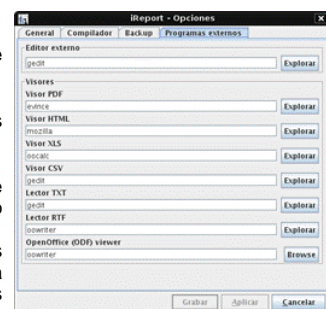 iReport - Opciones
General Compilador Backup Programas externos
Editor externo
gedit Explorar
Visores
Visor PDF
evince Explorar
Visor HTML
mozilla Explorar
Visor XLS
oocalc Explorar
Visor CSV
gedit Explorar
Lector TXT
gedit Explorar
Lector RTF
oowriter Explorar
OpenOffice (ODF) viewer
oowriter Browse
Grabar Aplicar Cancelar